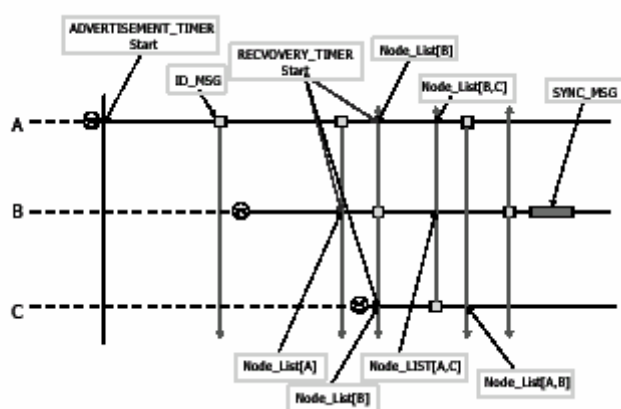 ADVERTISEMENT_TIMER
Start
RECVOVERY_TIMER
Start
Node_List[B]
ID_MSG
Node_List[B,C]
SYNC_MSG
A
B
C
Node_List[A]
Node_LIST[A,C]
Node_List[A,B]
Node_List[B]